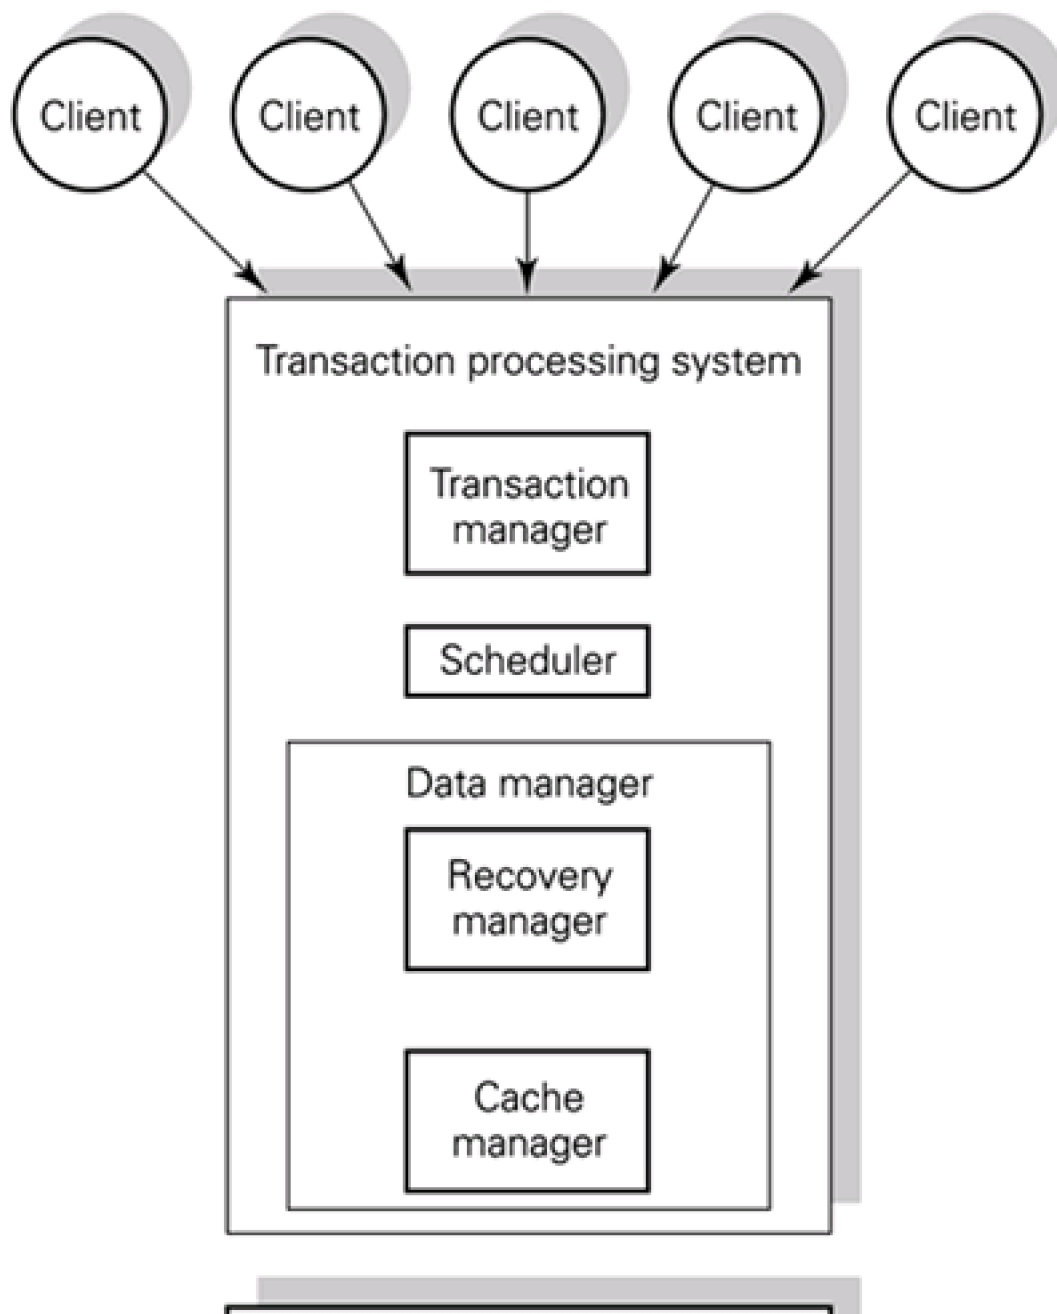 Client Client Client Client Client
Transaction processing system
Transaction
manager
Scheduler
Data manager
Recovery
manager
Cache
manager